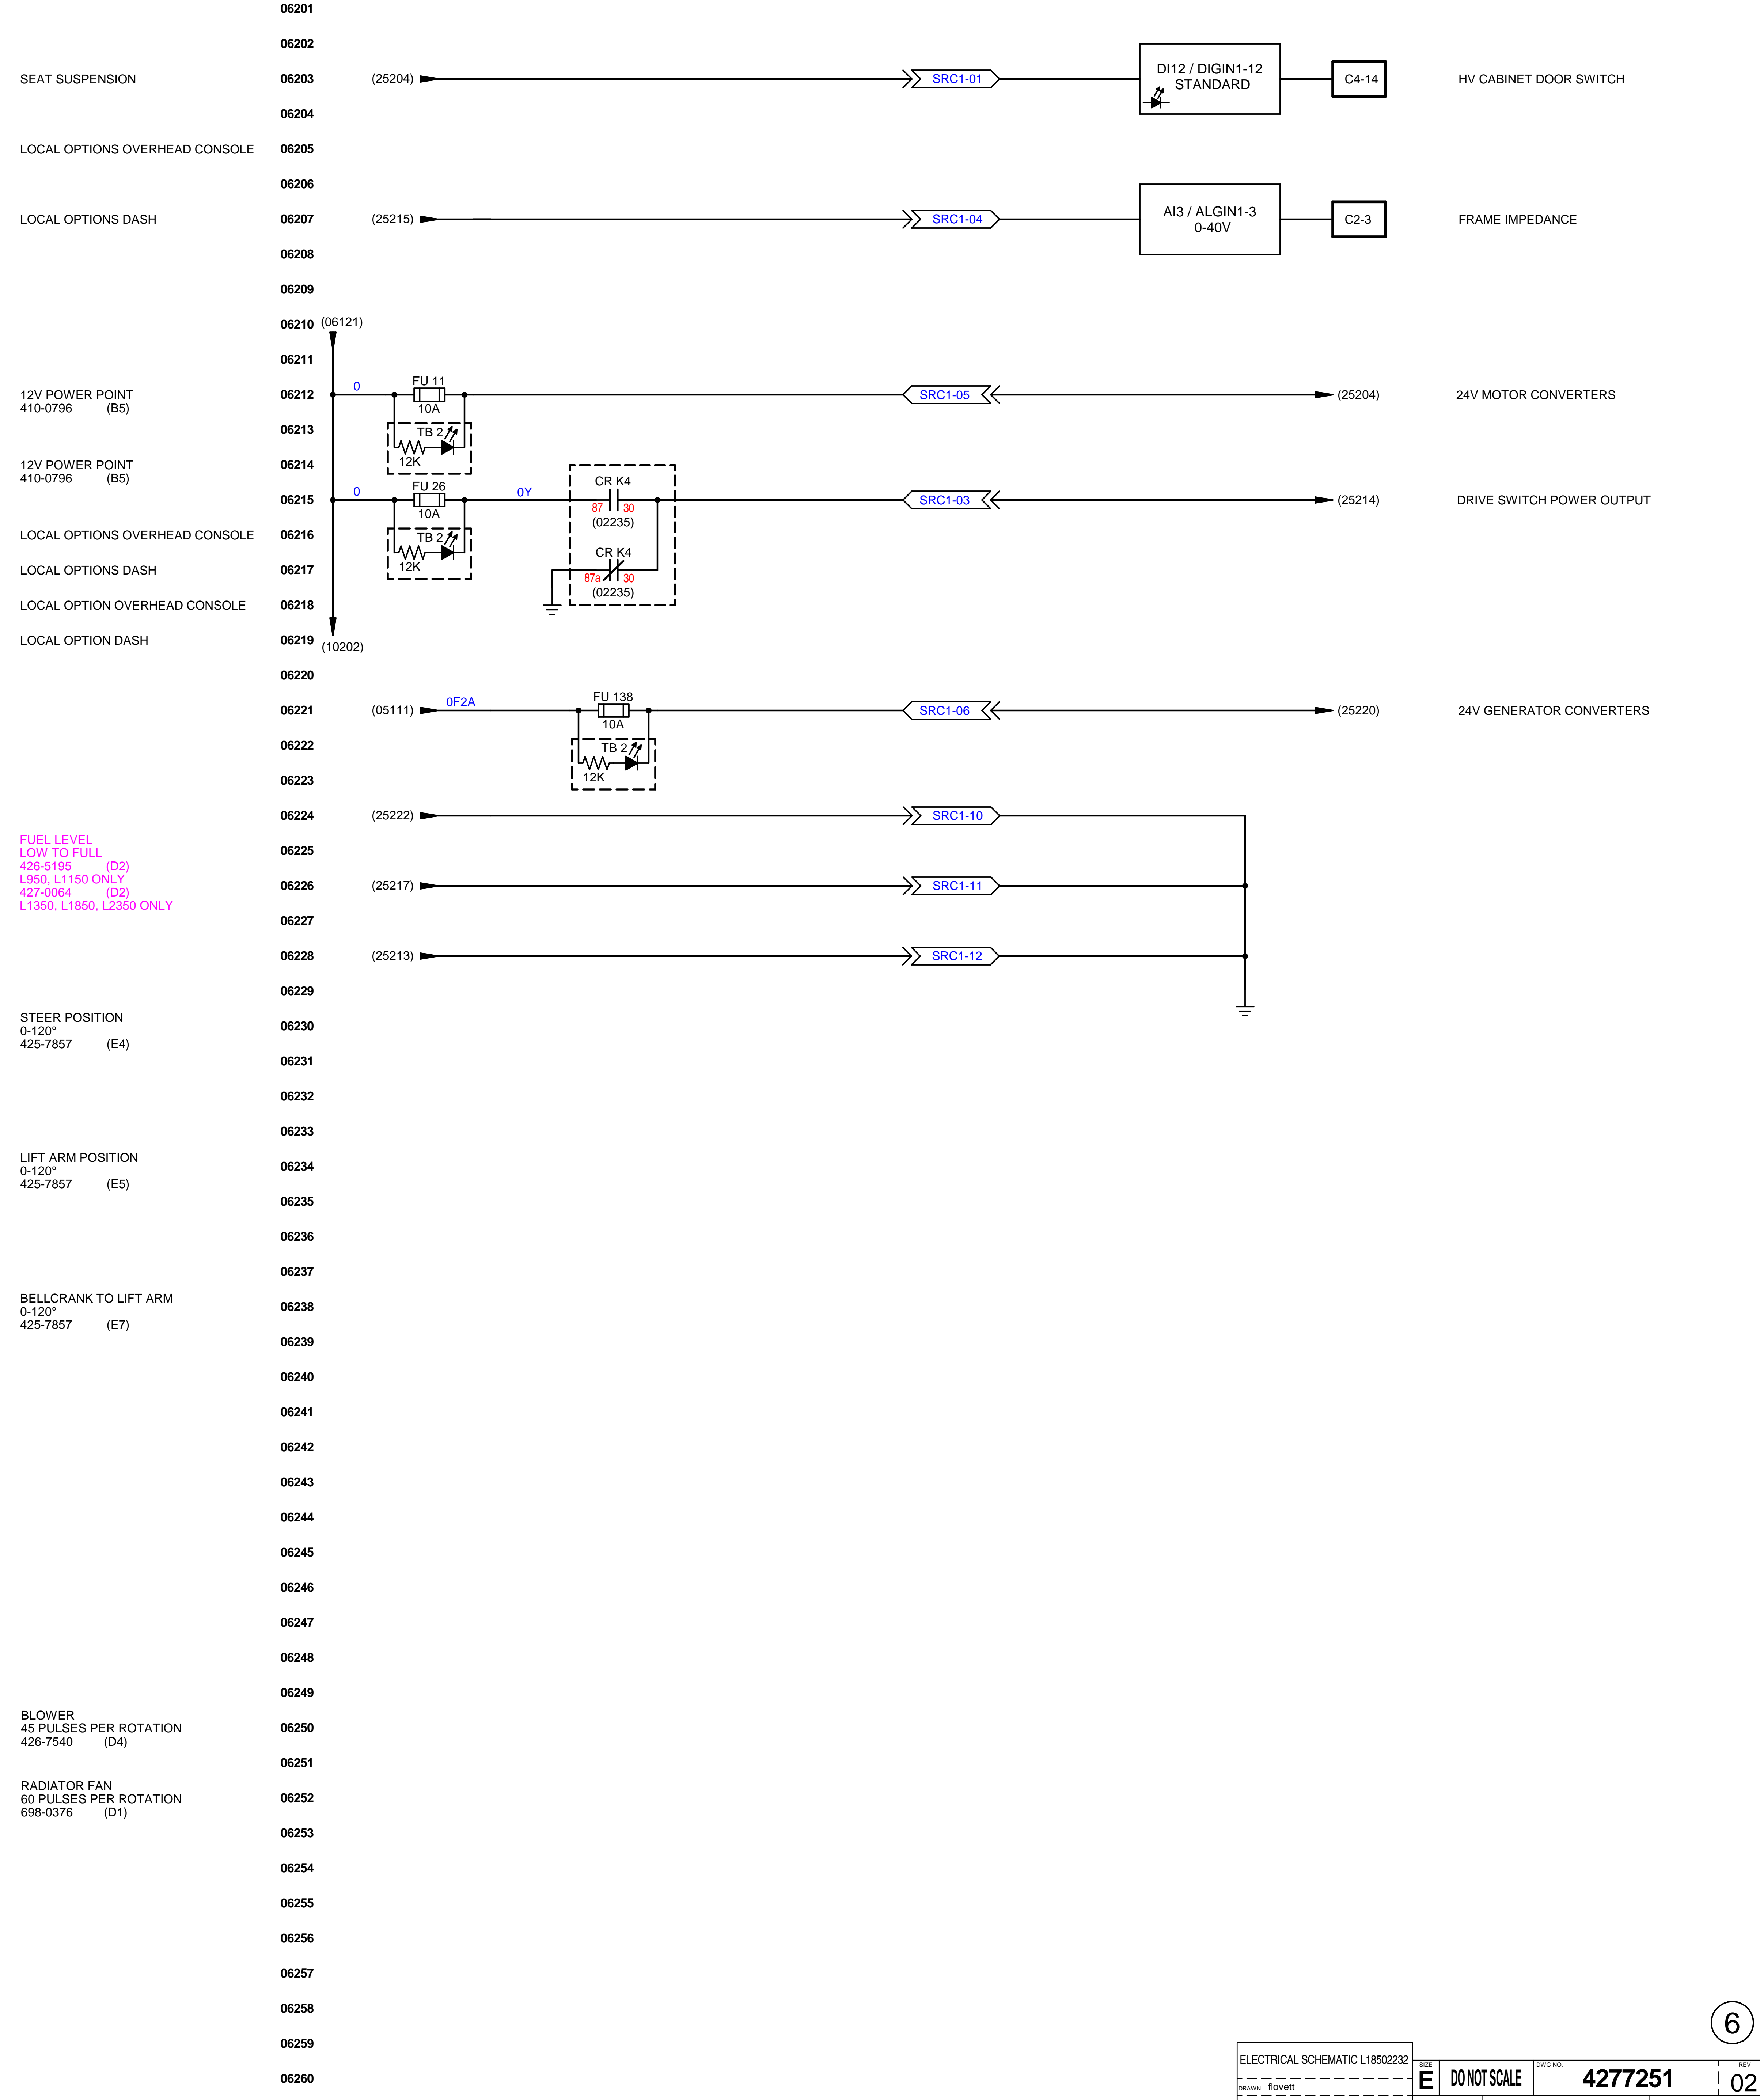 06201
06202
SEAT SUSPENSION 06203 (25204) SRC1-01 DI12 / DIGIN1-12 C4-14 HV CABINET DOOR SWITCH
STANDARD
06204
LOCAL OPTIONS OVERHEAD CONSOLE 06205
06206
LOCAL OPTIONS DASH 06207 (25215) SRC1-04 AI3 / ALGIN1-3 C2-3 FRAME IMPEDANCE
0-40V
06208
06209
06210 (06121)
06211
12V POWER POINT 06212 0 FU 11 SRC1-05 (25204) 24V MOTOR CONVERTERS
410-0796 (B5) 10A
06213 TB 2
12K
12V POWER POINT 06214
410-0796 (B5)
06215 0 FU 26 0Y CR K4 SRC1-03 (25214) DRIVE SWITCH POWER OUTPUT
10A 87 30
(02235)
LOCAL OPTIONS OVERHEAD CONSOLE 06216 TB 2
CR K4
LOCAL OPTIONS DASH 06217 12K 87a 30
(02235)
LOCAL OPTION OVERHEAD CONSOLE 06218
LOCAL OPTION DASH 06219 (10202)
06220
06221 (05111) 0F2A FU 138 SRC1-06 (25220) 24V GENERATOR CONVERTERS
10A
06222 TB 2
06223 12K
06224 (25222) SRC1-10
FUEL LEVEL
LOW TO FULL 06225
426-5195 (D2)
L950, L1150 ONLY
427-0064 (D2) 06226 (25217) SRC1-11
L1350, L1850, L2350 ONLY
06227
06228 (25213) SRC1-12
06229
STEER POSITION
0-120° 06230
425-7857 (E4)
06231
06232
06233
LIFT ARM POSITION
0-120° 06234
425-7857 (E5)
06235
06236
06237
BELLCRANK TO LIFT ARM
0-120° 06238
425-7857 (E7)
06239
06240
06241
06242
06243
06244
06245
06246
06247
06248
06249
BLOWER
45 PULSES PER ROTATION 06250
426-7540 (D4)
06251
RADIATOR FAN
60 PULSES PER ROTATION 06252
698-0376 (D1)
06253
06254
06255
06256
06257
06258
6
06259
ELECTRICAL SCHEMATIC L18502232
06260
SIZE E DO NOT SCALE DWG NO. 4277251 REV 02
DRAWN flovett